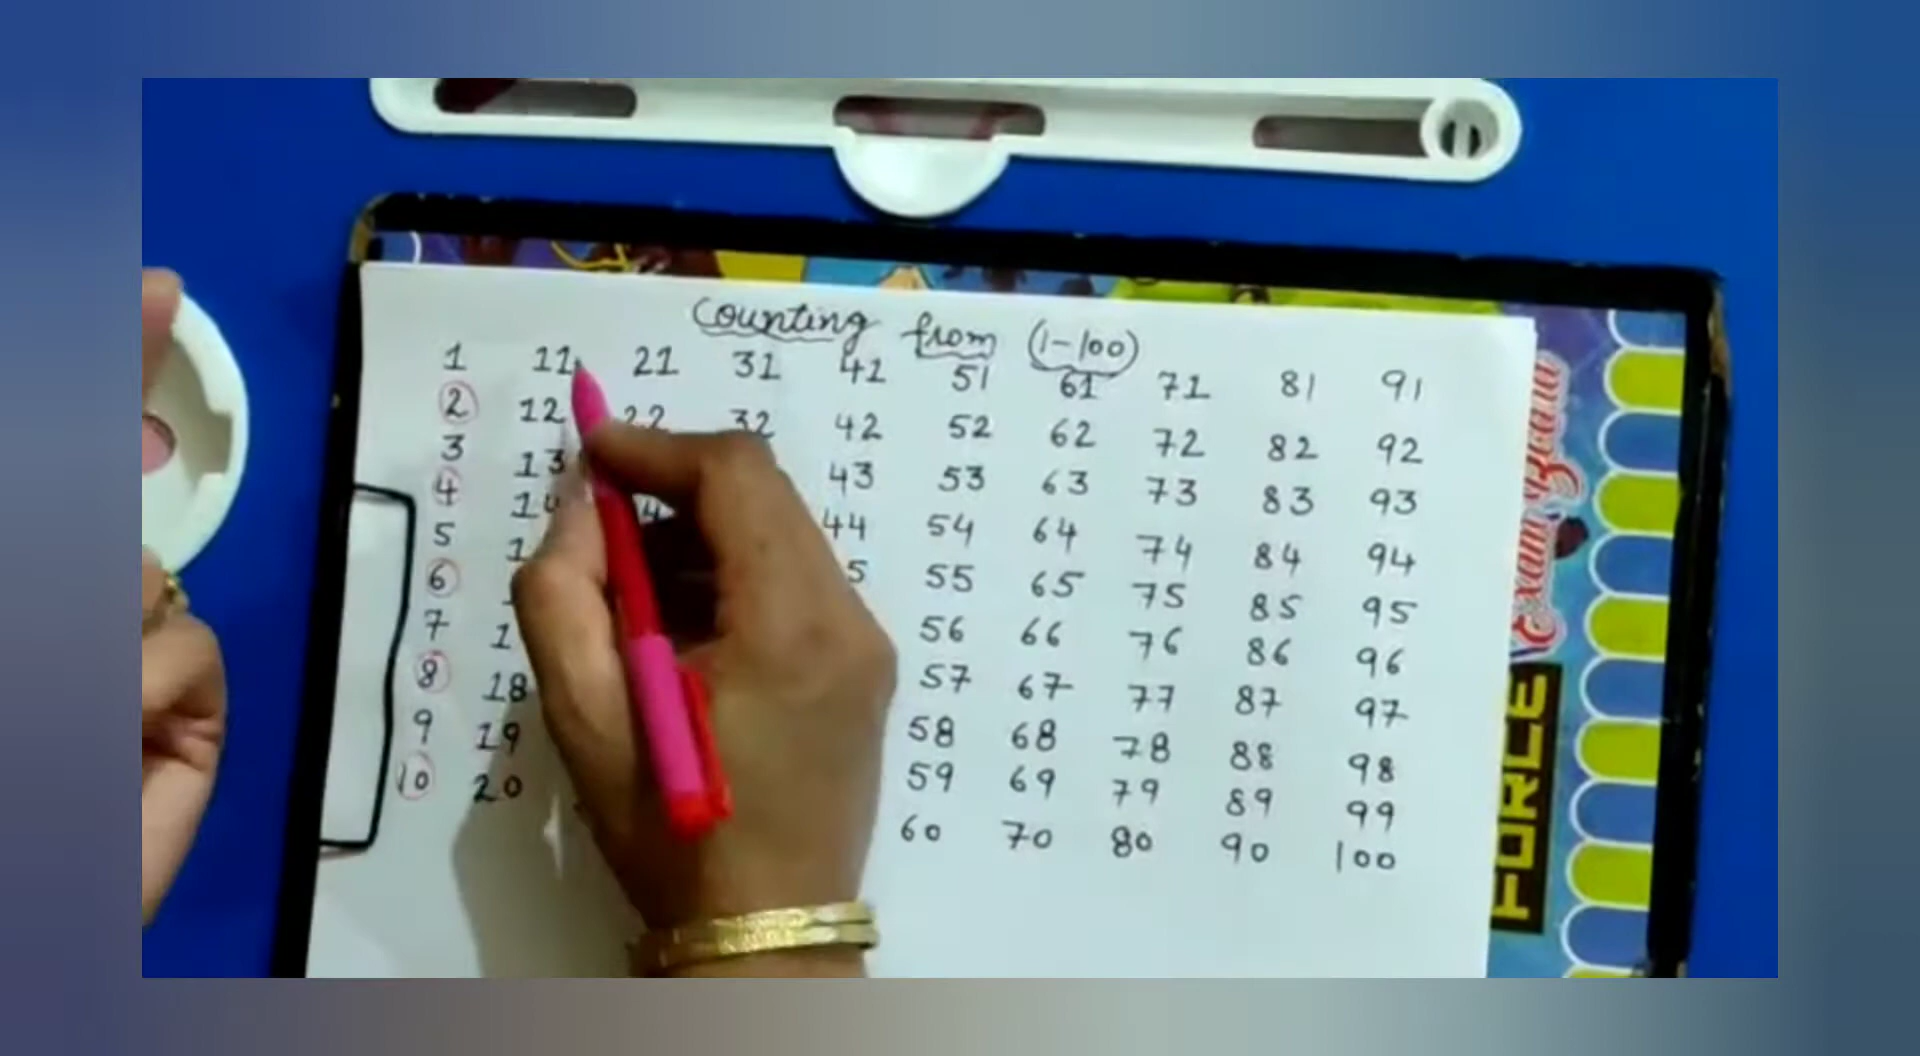 Counting from (1-100)
1 11 21 31 41 51 61 71 81 91
2 12 22 32 42 52 62 72 82 92
3 13 43 53 63 73 83 93
4 14 44 54 64 74 84 94
5 55 65 75 85 95
6 56 66 76 86 96
7 57 67 77 87 97
8 18 58 68 78 88 98
9 19 59 69 79 89 99
10 20 60 70 80 90 100
Exam Board
FORCE